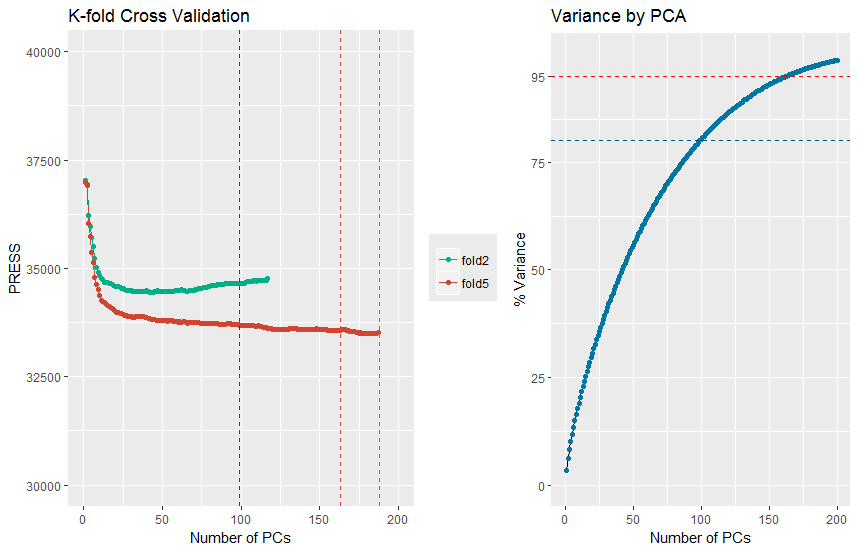 K-fold Cross Validation
PRESS
40000
37500
35000
32500
30000
0
50
100
150
200
Number of PCs
fold2
fold5
Variance by PCA
% Variance
95
75
50
25
0
0
50
100
150
200
Number of PCs